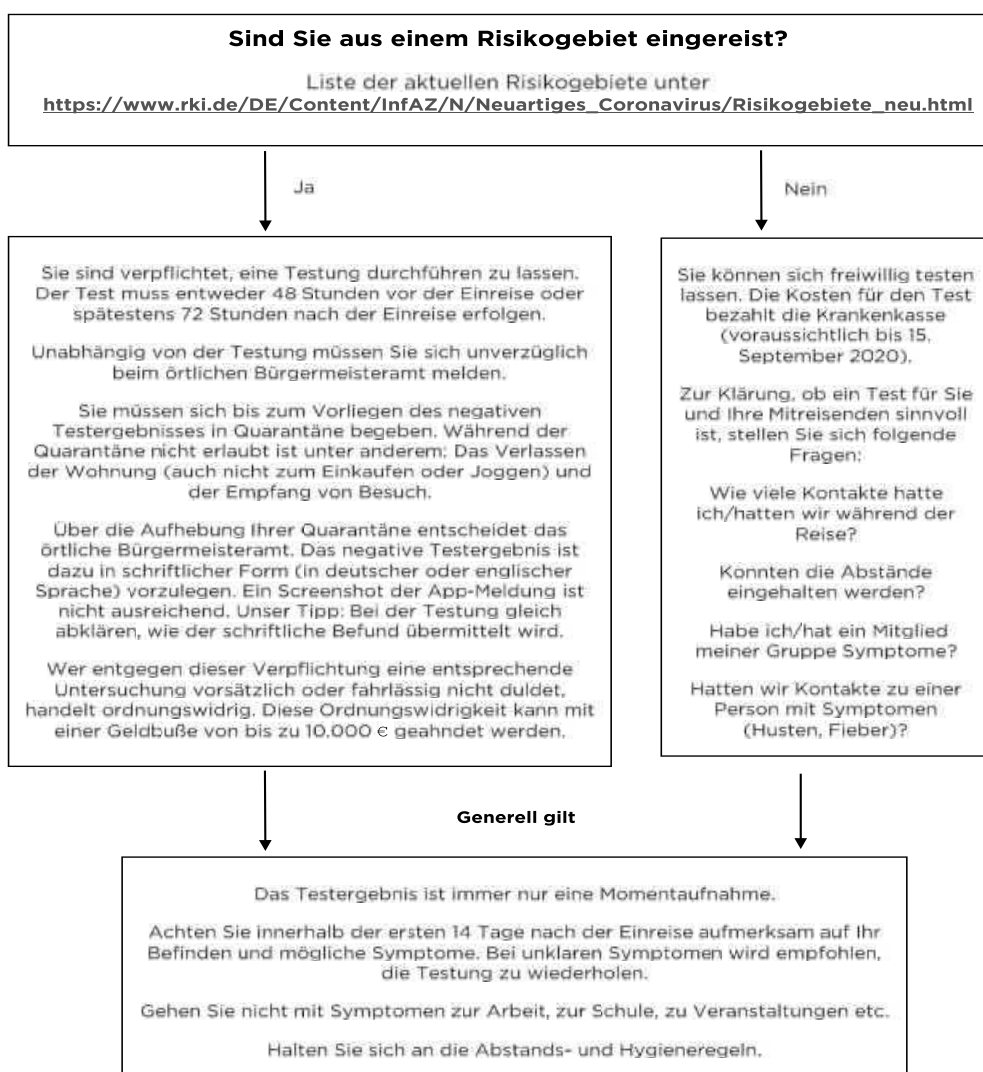 Sind Sie aus einem Risikogebiet eingereist?
Liste der aktuellen Risikogebiete unter
https://www.rki.de/DE/Content/InfAZ/N/Neuartiges_Coronavirus/Risikogebiete_neu.html
Ja
Nein
Sie sind verpflichtet, eine Testung durchführen zu lassen.
Der Test muss entweder 48 Stunden vor der Einreise oder
spätestens 72 Stunden nach der Einreise erfolgen.
Unabhängig von der Testung müssen Sie sich unverzüglich
beim örtlichen Bürgermeisteramt melden.
Sie müssen sich bis zum Vorliegen des negativen
Testergebnisses in Quarantäne begeben. Während der
Quarantäne nicht erlaubt ist unter anderem: Das Verlassen
der Wohnung (auch nicht zum Einkaufen oder Joggen) und
der Empfang von Besuch.
Über die Aufhebung Ihrer Quarantäne entscheidet das
örtliche Bürgermeisteramt. Das negative Testergebnis ist
dazu in schriftlicher Form (in deutscher oder englischer
Sprache) vorzulegen. Ein Screenshot der App-Meldung ist
nicht ausreichend. Unser Tipp: Bei der Testung gleich
abklären, wie der schriftliche Befund übermittelt wird.
Wer entgegen dieser Verpflichtung eine entsprechende
Untersuchung vorsätzlich oder fahrlässig nicht duldet,
handelt ordnungswidrig. Diese Ordnungswidrigkeit kann mit
einer Geldbuße von bis zu 10.000 € geahndet werden.
Sie können sich freiwillig testen
lassen. Die Kosten für den Test
bezahlt die Krankenkasse
(voraussichtlich bis 15.
September 2020).
Zur Klärung, ob ein Test für Sie
und Ihre Mitreisenden sinnvoll
ist, stellen Sie sich folgende
Fragen:
Wie viele Kontakte hatte
ich/hatten wir während der
Reise?
Konnten die Abstände
eingehalten werden?
Habe ich/hat ein Mitglied
meiner Gruppe Symptome?
Hatten wir Kontakte zu einer
Person mit Symptomen
(Husten, Fieber)?
Generell gilt
Das Testergebnis ist immer nur eine Momentaufnahme.
Achten Sie innerhalb der ersten 14 Tage nach der Einreise aufmerksam auf Ihr
Befinden und mögliche Symptome. Bei unklaren Symptomen wird empfohlen,
die Testung zu wiederholen.
Gehen Sie nicht mit Symptomen zur Arbeit, zur Schule, zu Veranstaltungen etc.
Halten Sie sich an die Abstands- und Hygieneregeln.